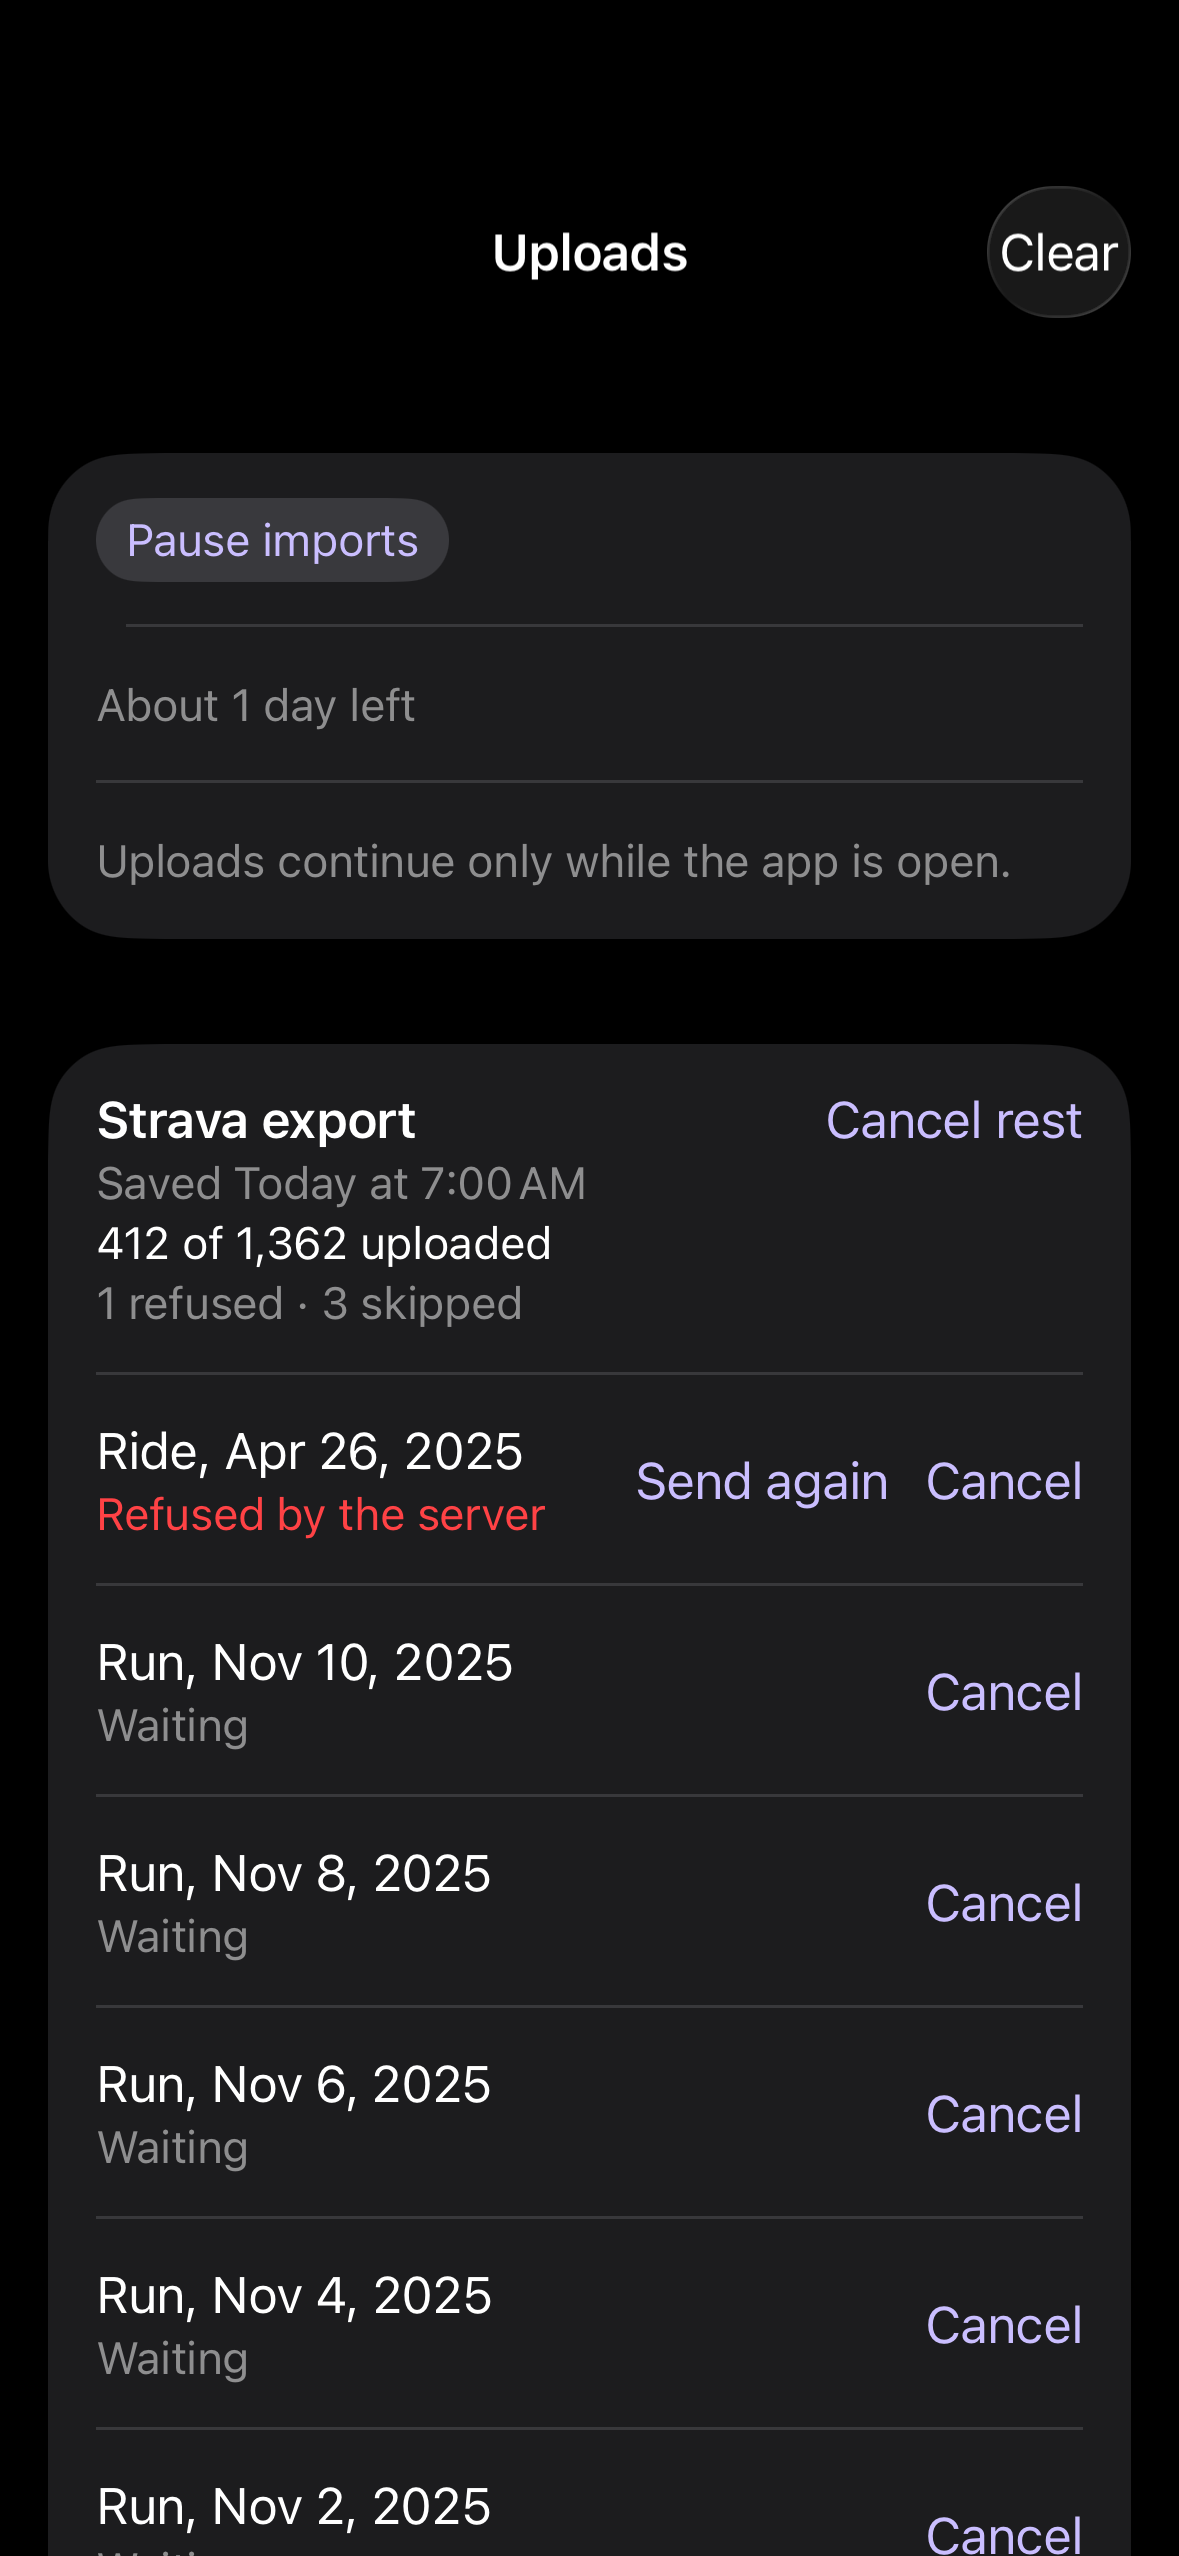 Uploads
Clear
Pause imports
About 1 day left
Uploads continue only while the app is open.
Strava export
Cancel rest
Saved Today at 7:00 AM
412 of 1,362 uploaded
1 refused · 3 skipped
Ride, Apr 26, 2025
Refused by the server
Send again
Cancel
Run, Nov 10, 2025
Waiting
Cancel
Run, Nov 8, 2025
Waiting
Cancel
Run, Nov 6, 2025
Waiting
Cancel
Run, Nov 4, 2025
Waiting
Cancel
Run, Nov 2, 2025
Cancel